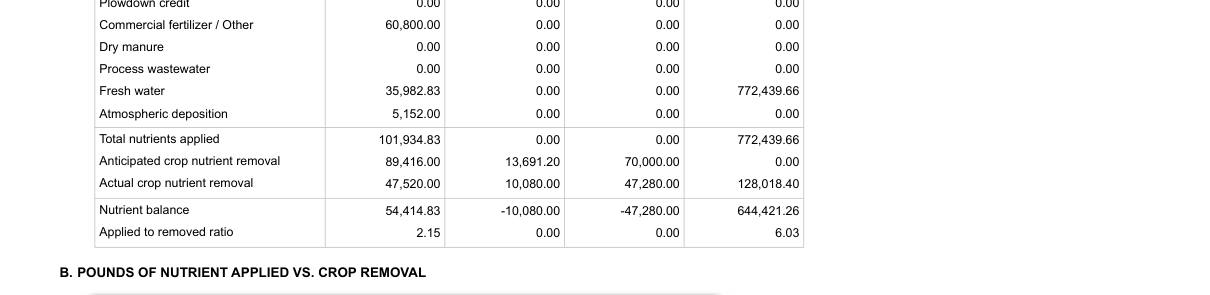 Plowdown credit 0.00 0.00 0.00 0.00
Commercial fertilizer / Other 60,800.00 0.00 0.00 0.00
Dry manure 0.00 0.00 0.00 0.00
Process wastewater 0.00 0.00 0.00 0.00
Fresh water 35,982.83 0.00 0.00 772,439.66
Atmospheric deposition 5,152.00 0.00 0.00 0.00
Total nutrients applied 101,934.83 0.00 0.00 772,439.66
Anticipated crop nutrient removal 89,416.00 13,691.20 70,000.00 0.00
Actual crop nutrient removal 47,520.00 10,080.00 47,280.00 128,018.40
Nutrient balance 54,414.83 -10,080.00 -47,280.00 644,421.26
Applied to removed ratio 2.15 0.00 0.00 6.03
B. POUNDS OF NUTRIENT APPLIED VS. CROP REMOVAL